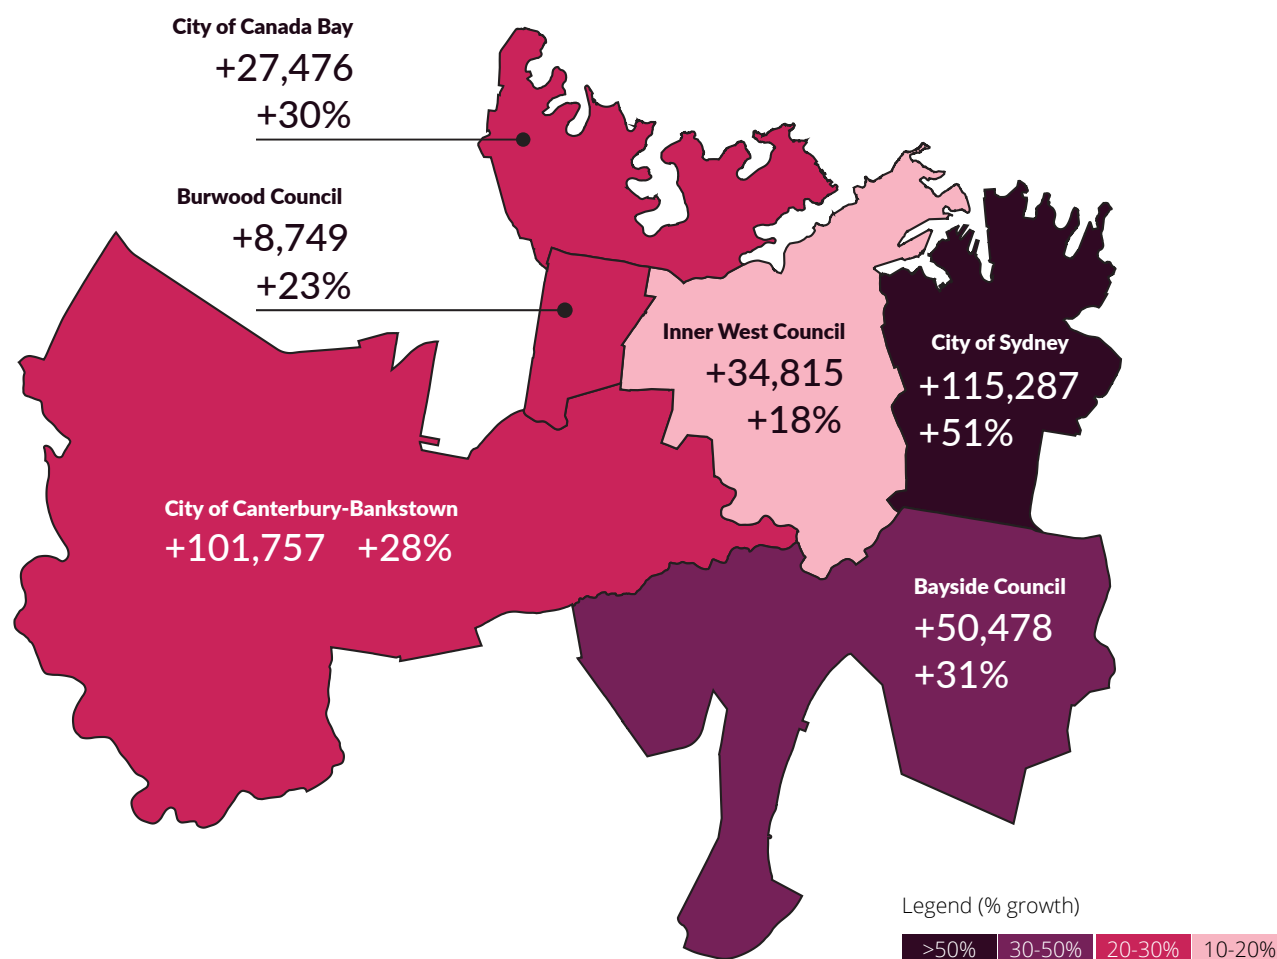 City of Canada Bay
+27,476
+30%
Burwood Council
+8,749
+23%
Inner West Council
+34,815
+18%
City of Sydney
+115,287
+51%
City of Canterbury-Bankstown
+101,757 +28%
Bayside Council
+50,478
+31%
Legend (% growth)
>50% 30-50% 20-30% 10-20%